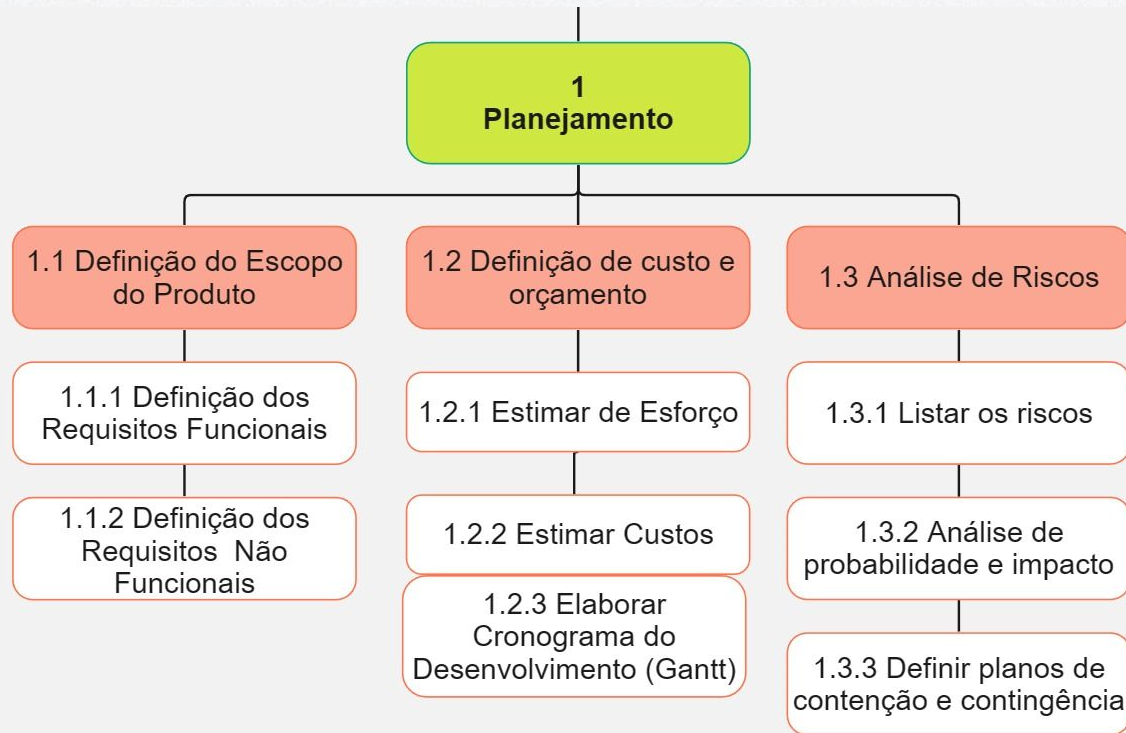 1
Planejamento
1.1 Definição do Escopo
do Produto
1.1.1 Definição dos
Requisitos Funcionais
1.1.2 Definição dos
Requisitos Não
Funcionais
1.2 Definição de custo e
orçamento
1.2.1 Estimar de Esforço
1.2.2 Estimar Custos
1.2.3 Elaborar
Cronograma do
Desenvolvimento (Gantt)
1.3 Análise de Riscos
1.3.1 Listar os riscos
1.3.2 Análise de
probabilidade e impacto
1.3.3 Definir planos de
contenção e contingência